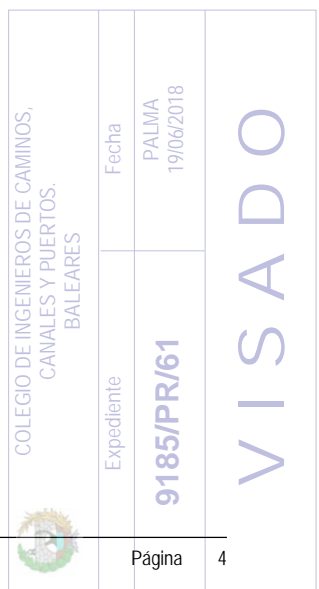 COLEGIO DE INGENIEROS DE CAMINOS,
CANALES Y PUERTOS.
BALEARES
Expediente
Fecha
9185/PR/61
PALMA
19/06/2018
VISADO
Página 4